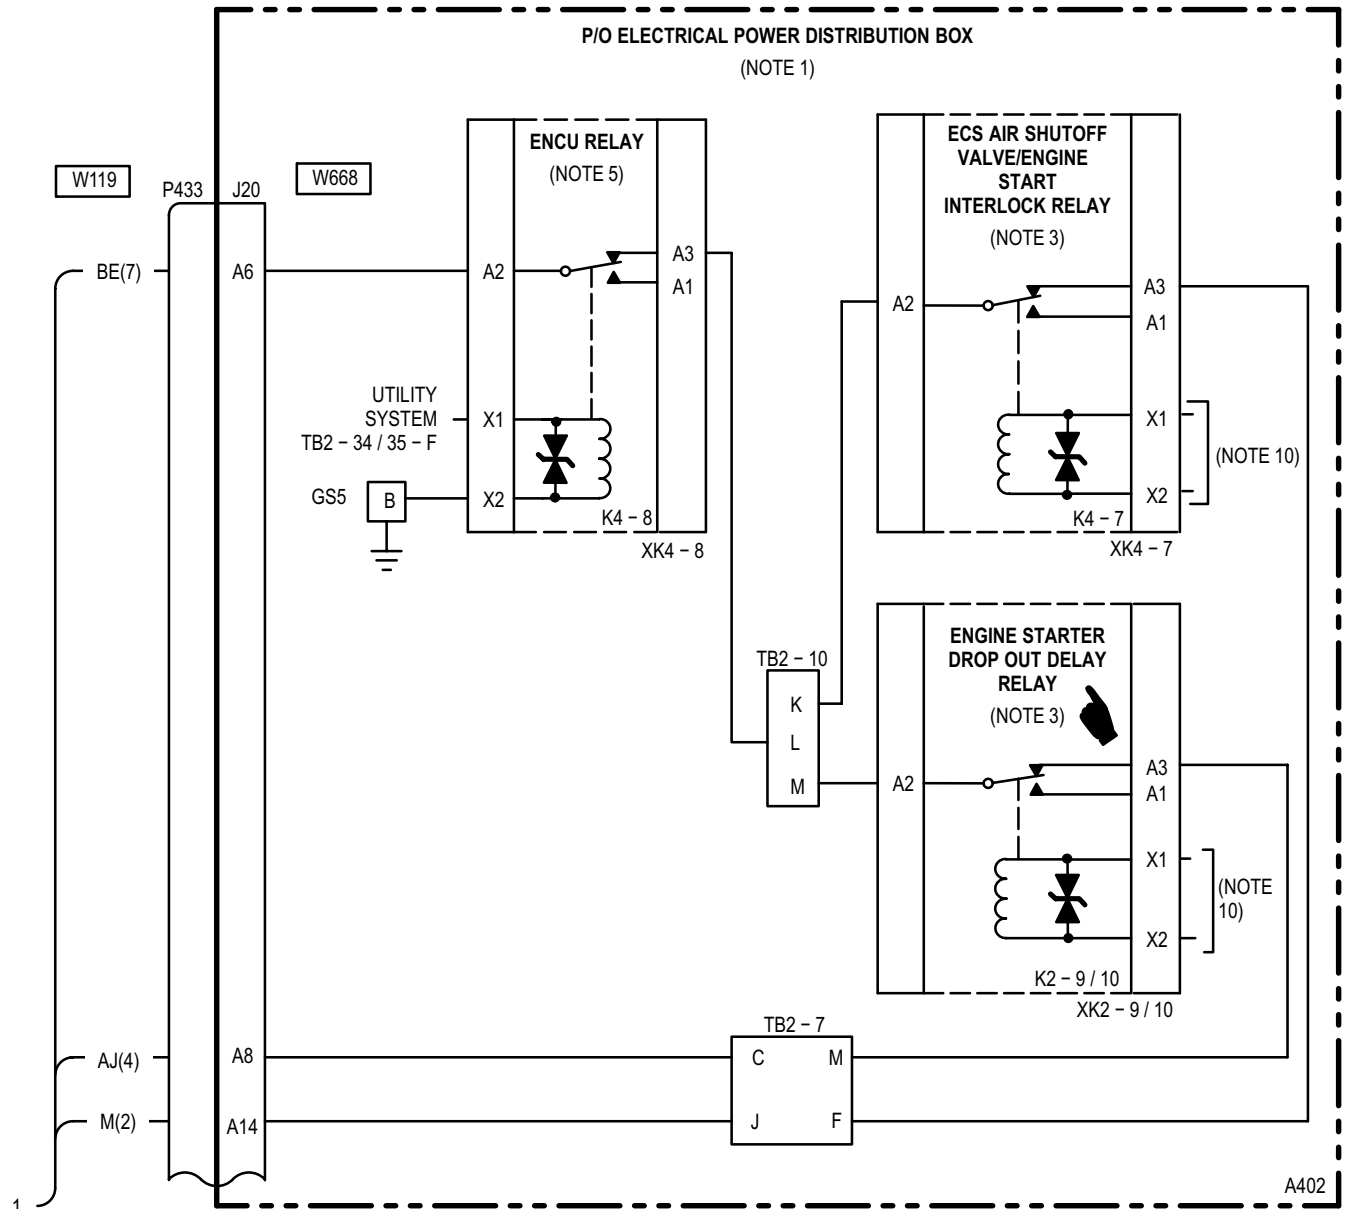 P/O ELECTRICAL POWER DISTRIBUTION BOX
(NOTE 1)
W119
P433
J20
W668
ENCU RELAY
(NOTE 5)
ECS AIR SHUTOFF
VALVE/ENGINE
START
INTERLOCK RELAY
(NOTE 3)
BE(7)
A6
A2
A3
A1
A2
A3
A1
UTILITY
SYSTEM
TB2 – 34 / 35 – F
X1
X2
GS5
B
K4 – 8
XK4 – 8
X1
X2
(NOTE 10)
K4 – 7
XK4 – 7
TB2 – 10
K
L
M
ENGINE STARTER
DROP OUT DELAY
RELAY
(NOTE 3)
A2
A3
A1
X1
X2
(NOTE
10)
K2 – 9 / 10
XK2 – 9 / 10
TB2 – 7
AJ(4)
A8
C
M
M(2)
A14
J
F
A402
1